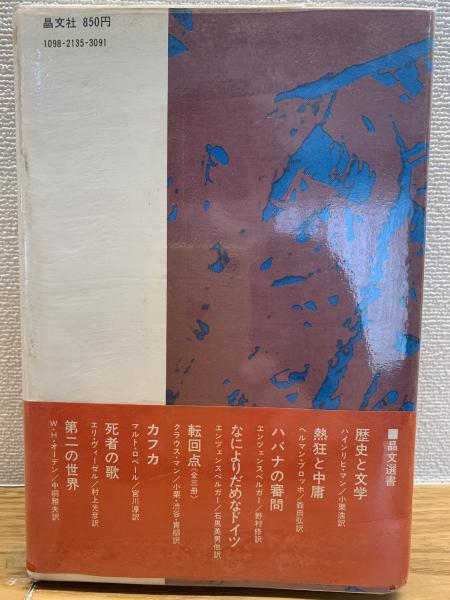 晶文社 850円
1098-2135-3091
■晶文選書
歴史と文学
ハインリヒ・マン/小栗浩訳
熱狂と中庸
ヘルマン・ブロッホ/森田弘訳
ハバナの審問
エンツェンスベルガー/野村修訳
なによりだめなドイツ
エンツェンスベルガー/石黒英男他訳
転回点〈全三冊〉
クラウス・マン/小栗・渋谷・青柳訳
カフカ
マルト・ロベール/宮川淳訳
死者の歌
エリ・ヴィーゼル/村上光彦訳
第二の世界
W・H・オーデン/中桐雅夫訳